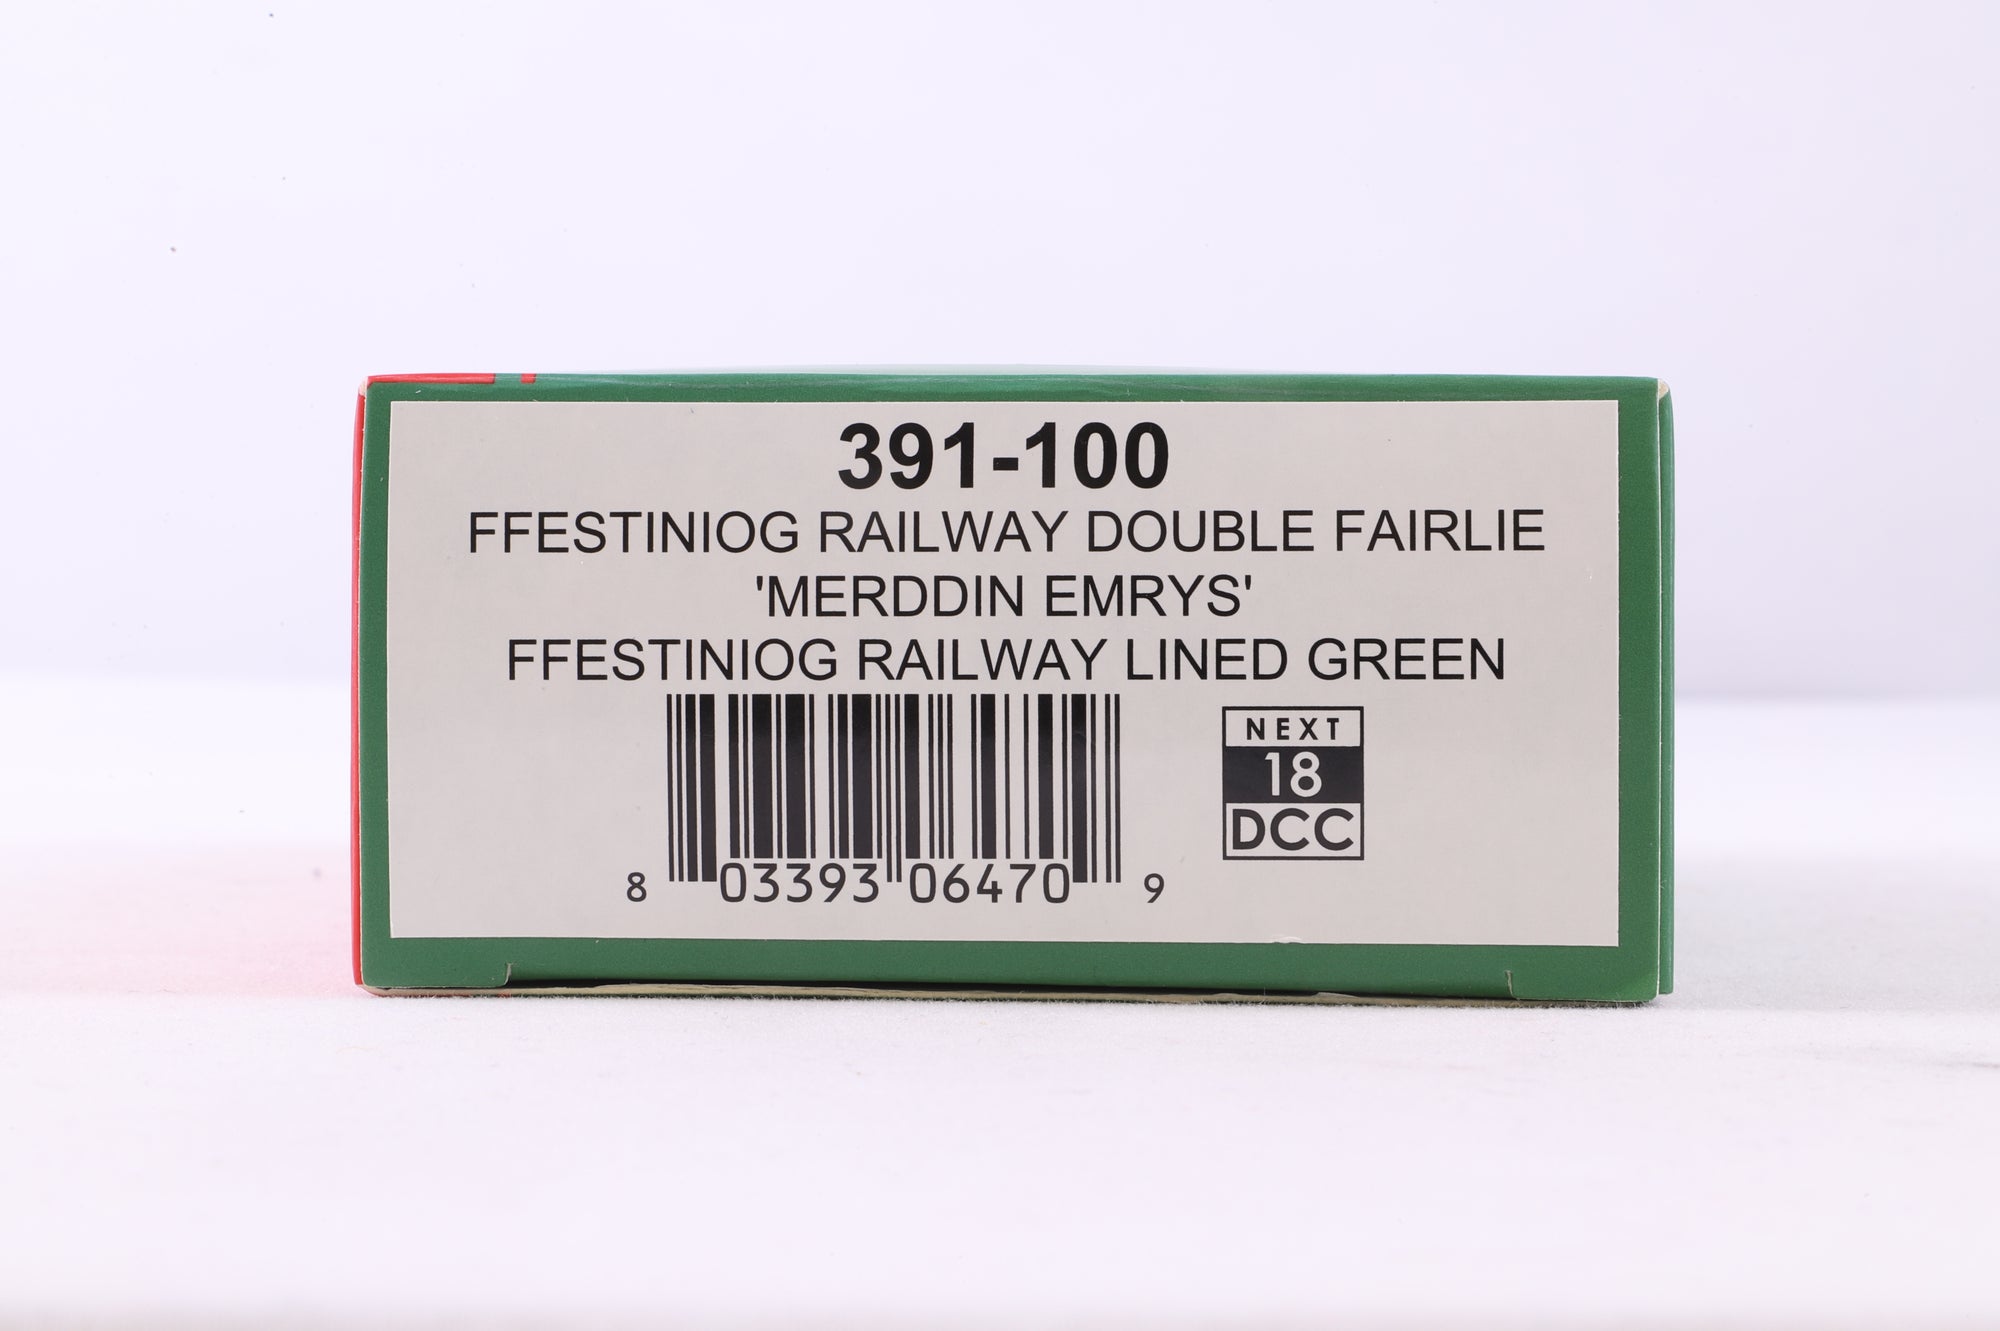 391-100
FFESTINIOG RAILWAY DOUBLE FAIRLIE
'MERDDIN EMRYS'
FFESTINIOG RAILWAY LINED GREEN
NEXT
18
DCC
8 03393 06470 9